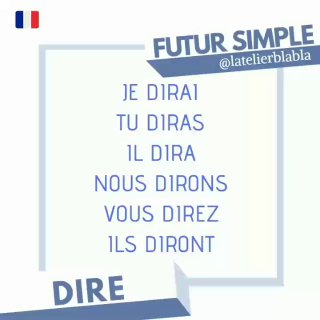 FUTUR SIMPLE
@latelierblabla
JE DIRAI
TU DIRAS
IL DIRA
NOUS DIRONS
VOUS DIREZ
ILS DIRONT
DIRE